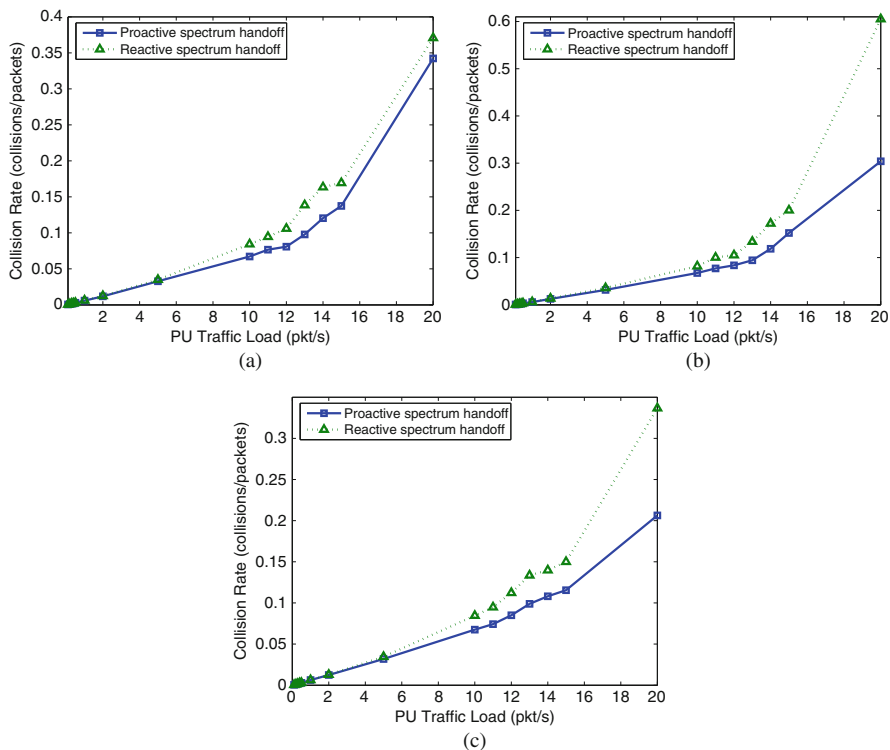 0.4
0.35
0.3
0.25
0.2
0.15
0.1
0.05
0
Collision Rate (collisions/packets)
Proactive spectrum handoff
Reactive spectrum handoff
2 4 6 8 10 12 14 16 18 20
PU Traffic Load (pkt/s)
(a)
0.6
0.5
0.4
0.3
0.2
0.1
0
Collision Rate (collisions/packets)
Proactive spectrum handoff
Reactive spectrum handoff
2 4 6 8 10 12 14 16 18 20
PU Traffic Load (pkt/s)
(b)
0.3
0.25
0.2
0.15
0.1
0.05
0
Collision Rate (collisions/packets)
Proactive spectrum handoff
Reactive spectrum handoff
0 2 4 6 8 10 12 14 16 18 20
PU Traffic Load (pkt/s)
(c)